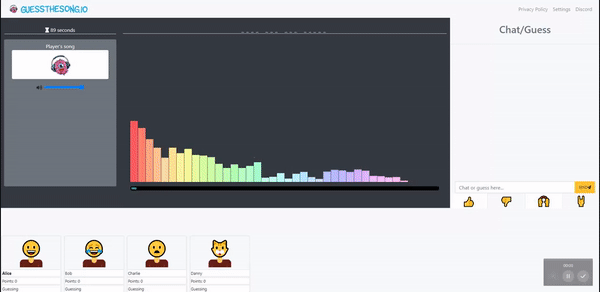 GUESSTHESONG.IO
Privacy Policy Settings Discord
89 seconds
Chat/Guess
Player's song
Chat or guess here...
SEND
Alice
Points: 0
Guessing
Bob
Points: 0
Guessing
Charlie
Points: 0
Guessing
Danny
Points: 0
Guessing